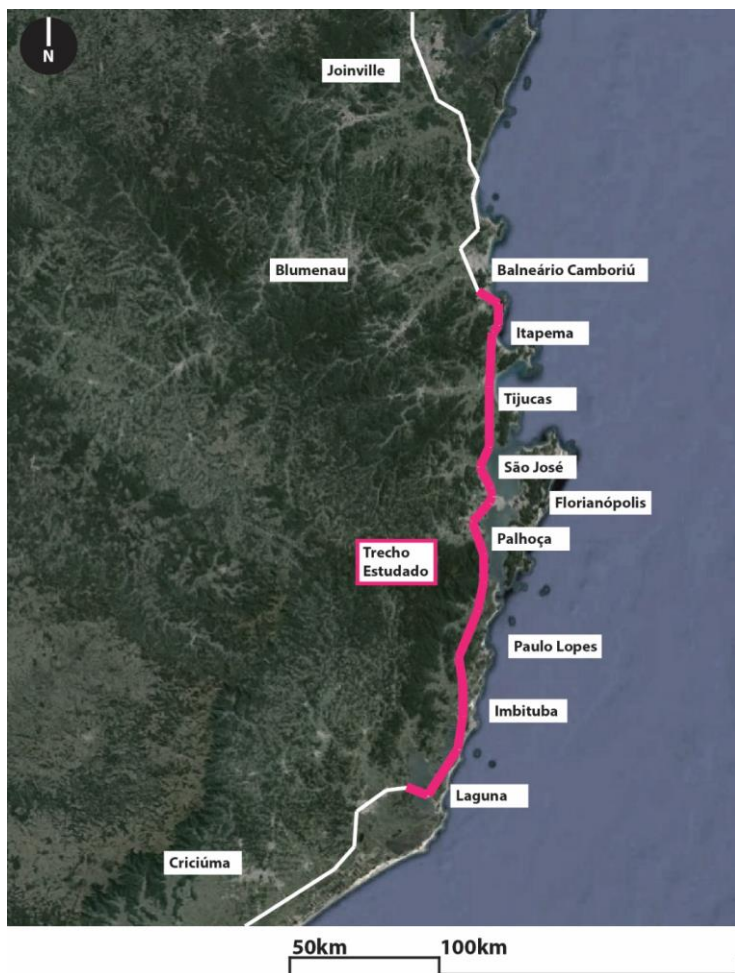 N
Joinville
Blumenau
Balneário Camboriú
Itapema
Tijucas
São José
Florianópolis
Palhoça
Trecho
Estudado
Paulo Lopes
Imbituba
Laguna
Criciúma
50km
100km